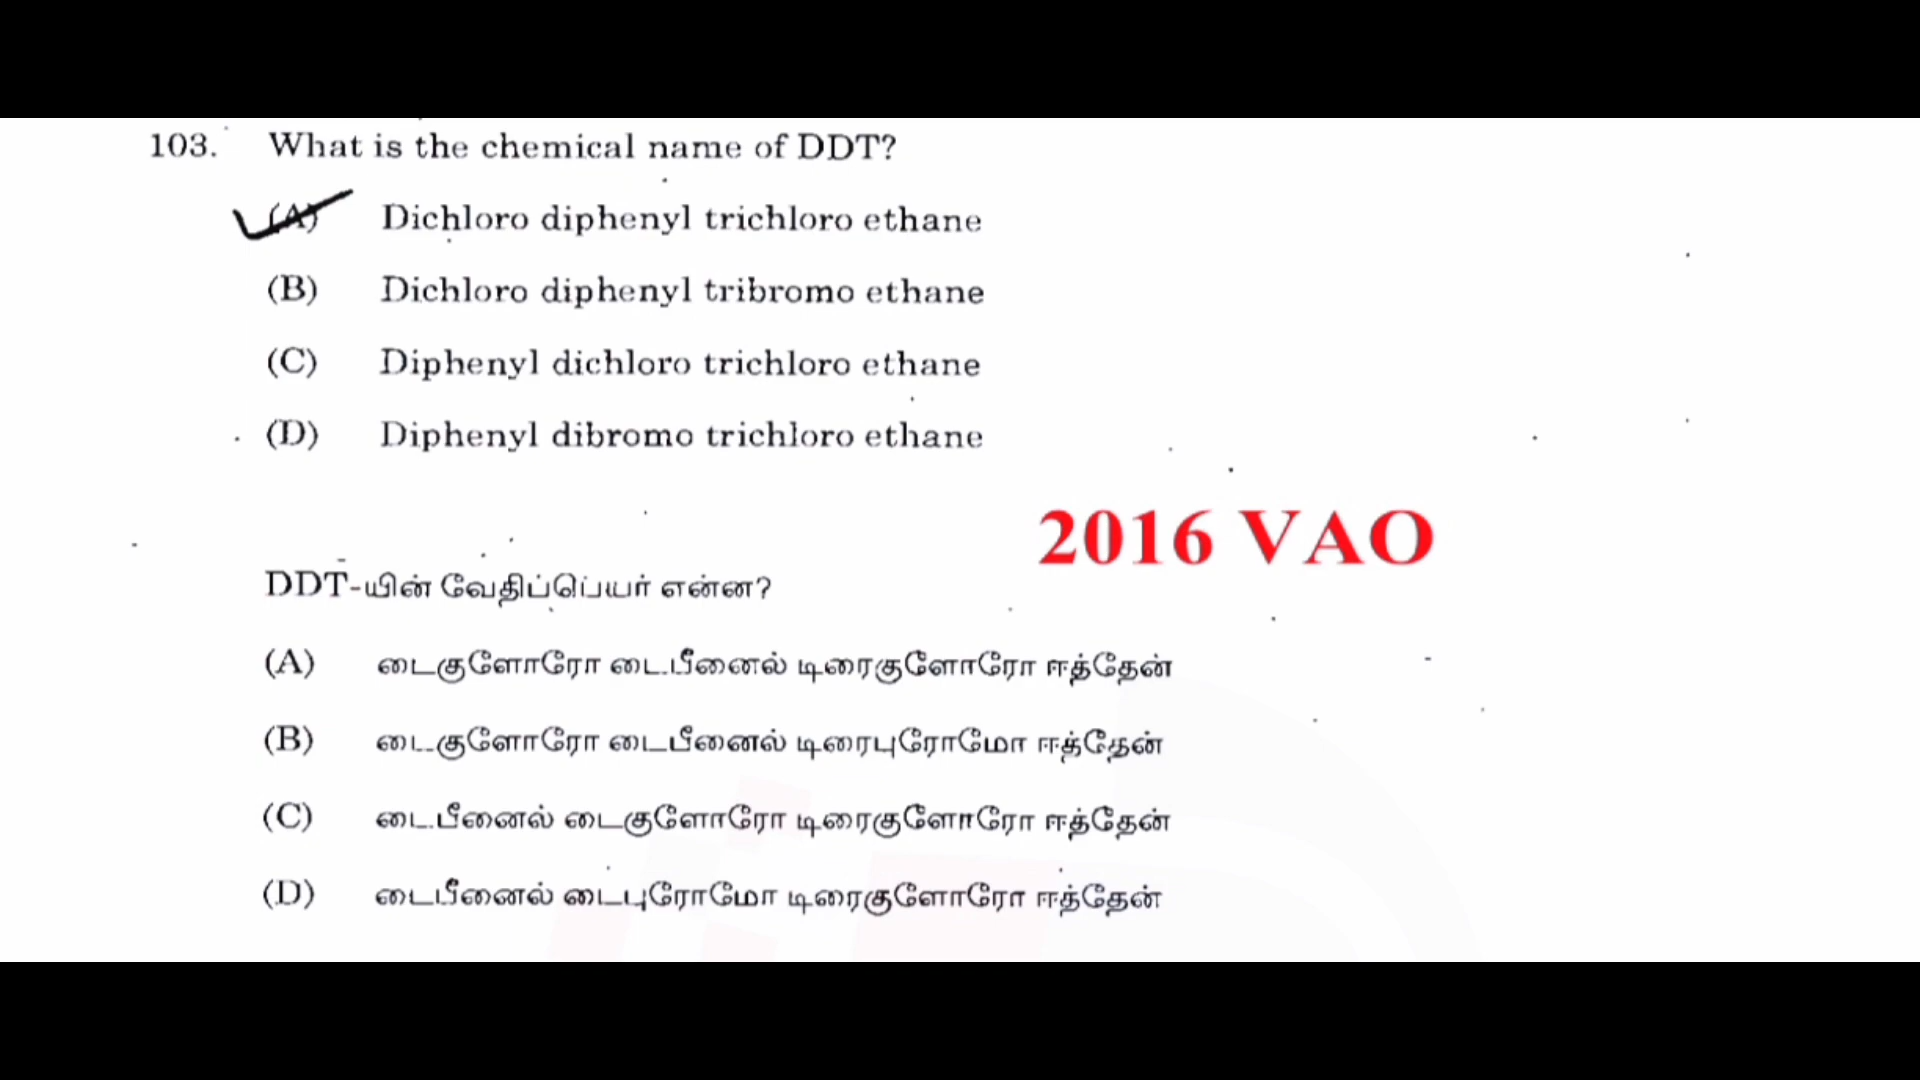 103. What is the chemical name of DDT?
(A) Dichloro diphenyl trichloro ethane
(B) Dichloro diphenyl tribromo ethane
(C) Diphenyl dichloro trichloro ethane
(D) Diphenyl dibromo trichloro ethane
2016 VAO
DDT-யின் வேதிப்பெயர் என்ன?
(A) டைகுளோரோ டைபீனைல் டிரைகுளோரோ ஈத்தேன்
(B) டைகுளோரோ டைபீனைல் டிரைபுரோமோ ஈத்தேன்
(C) டைபீனைல் டைகுளோரோ டிரைகுளோரோ ஈத்தேன்
(D) டைபீனைல் டைபுரோமோ டிரைகுளோரோ ஈத்தேன்